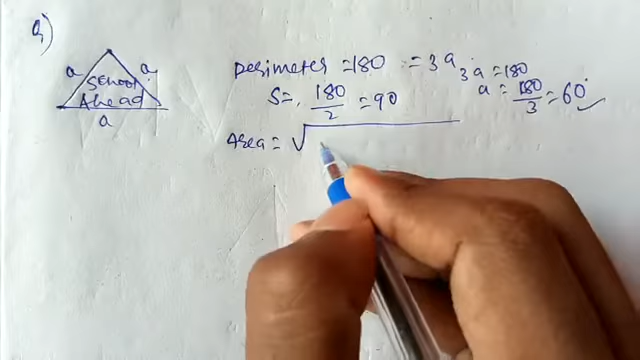 Q)
a a
School
Ahead
a
Perimeter = 180 = 3a
3a = 180
S = 180/2 = 90
a = 180/3 = 60
Area = √